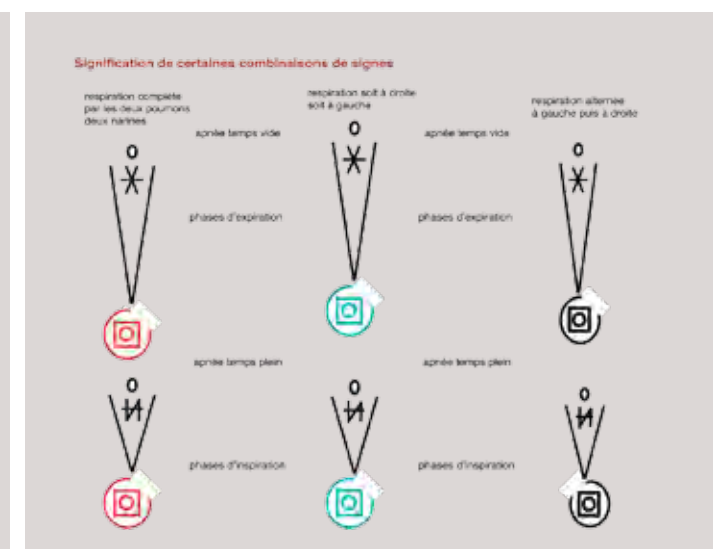 Signification de certaines combinaisons de signes
respiration complète
par les deux poumons
deux narines
respiration soit à droite
soit à gauche
respiration alternée
à gauche puis à droite
apnée temps vide
apnée temps vide
O
O
O
phases d'expiration
phases d'expiration
apnée temps plein
apnée temps plein
O
O
O
phases d'inspiration
phases d'inspiration